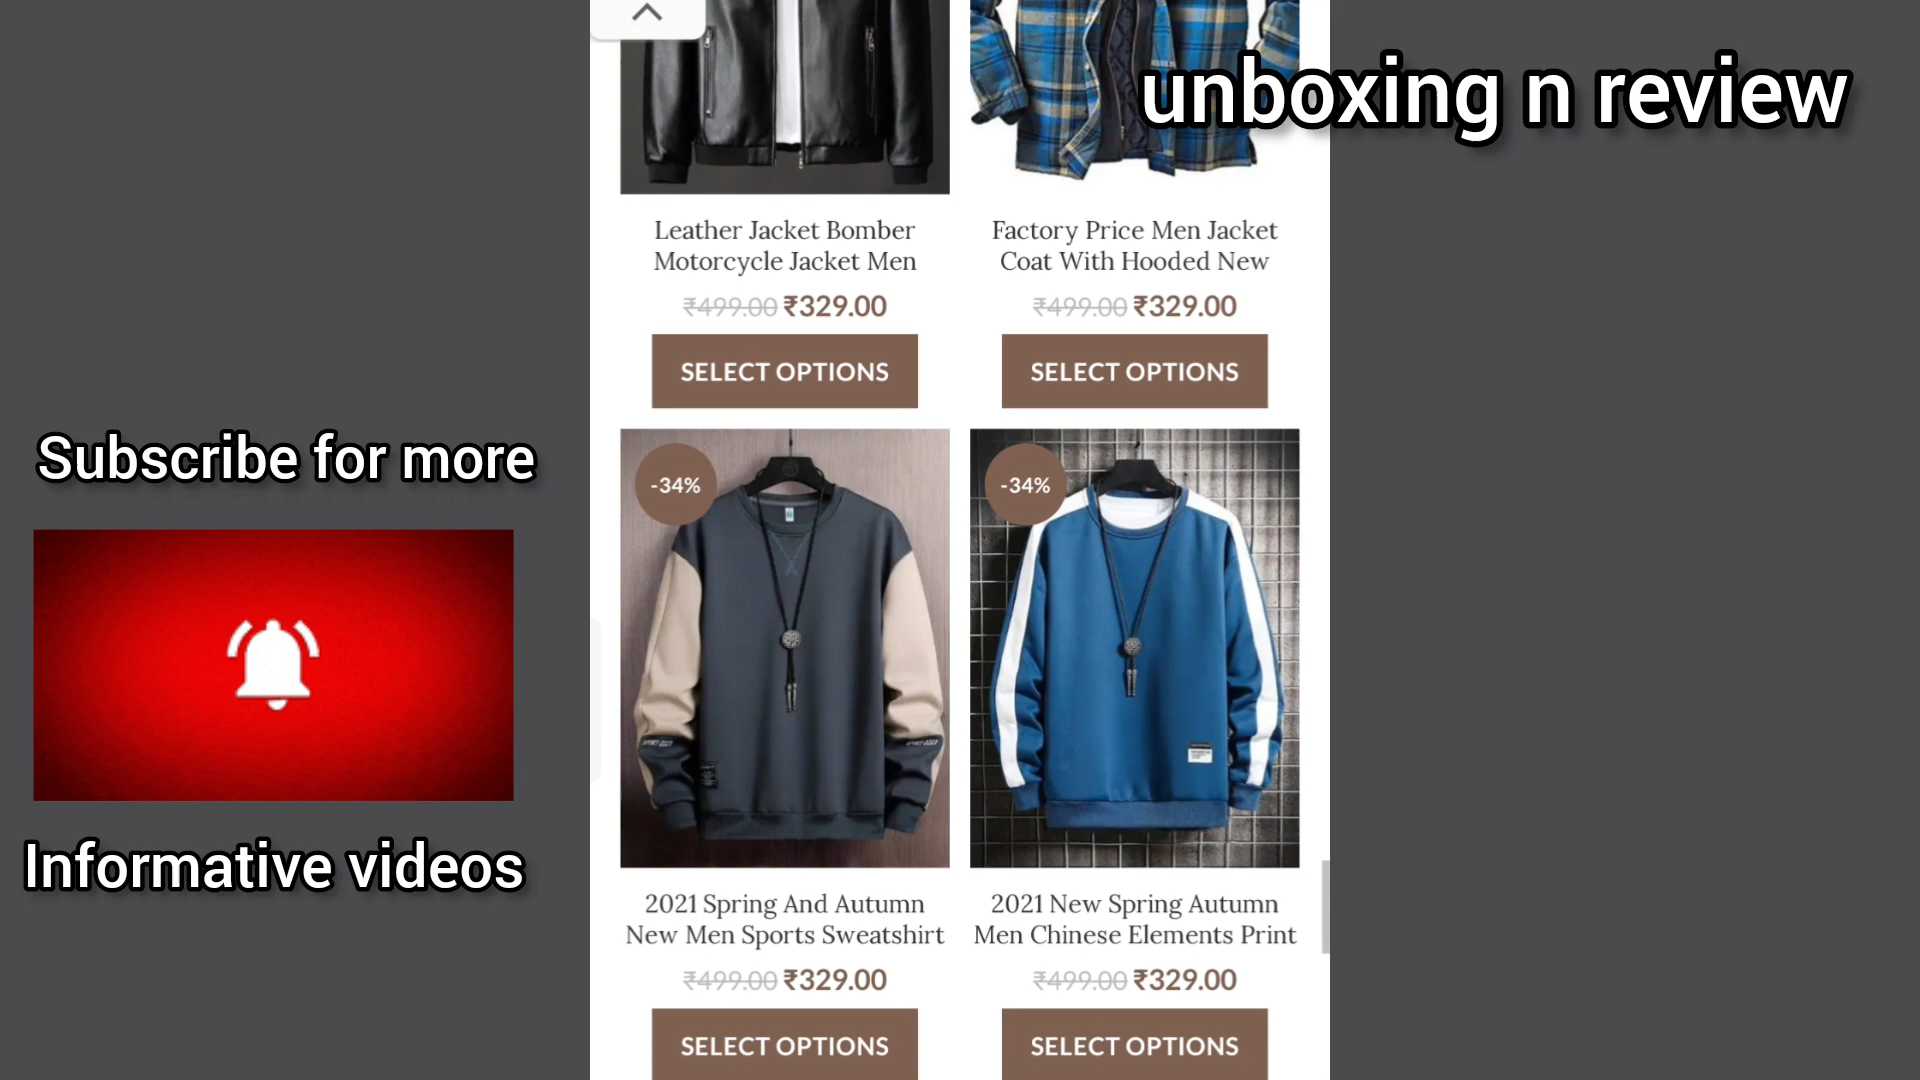 unboxing n review
Leather Jacket Bomber
Motorcycle Jacket Men
₹499.00 ₹329.00
SELECT OPTIONS
Factory Price Men Jacket
Coat With Hooded New
₹499.00 ₹329.00
SELECT OPTIONS
Subscribe for more
Informative videos
-34%
2021 Spring And Autumn
New Men Sports Sweatshirt
₹499.00 ₹329.00
SELECT OPTIONS
-34%
2021 New Spring Autumn
Men Chinese Elements Print
₹499.00 ₹329.00
SELECT OPTIONS